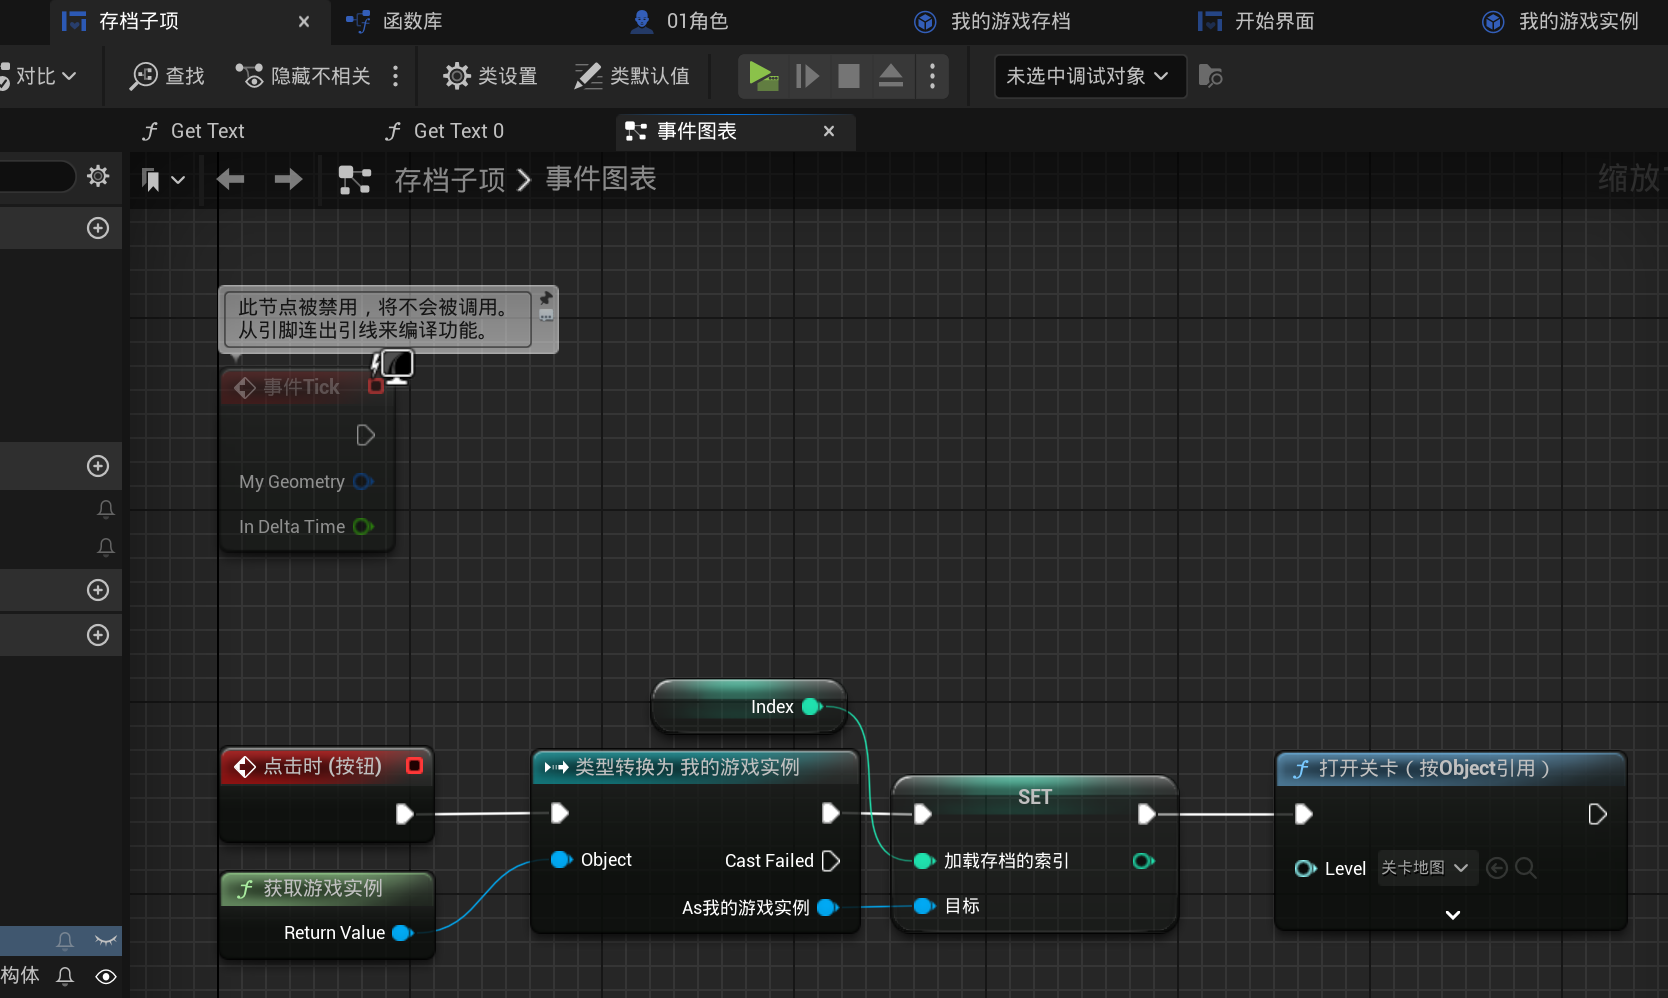 存档子项
函数库
01角色
我的游戏存档
开始界面
我的游戏实例
对比
查找
隐藏不相关
类设置
类默认值
未选中调试对象
Get Text
Get Text 0
事件图表
存档子项
事件图表
缩放
此节点被禁用，将不会被调用。
从引脚连出引线来编译功能。
事件Tick
My Geometry
In Delta Time
Index
点击时 (按钮)
类型转换为 我的游戏实例
SET
打开关卡（按Object引用）
Object
Cast Failed
加载存档的索引
Level
关卡地图
获取游戏实例
As我的游戏实例
目标
Return Value
构体